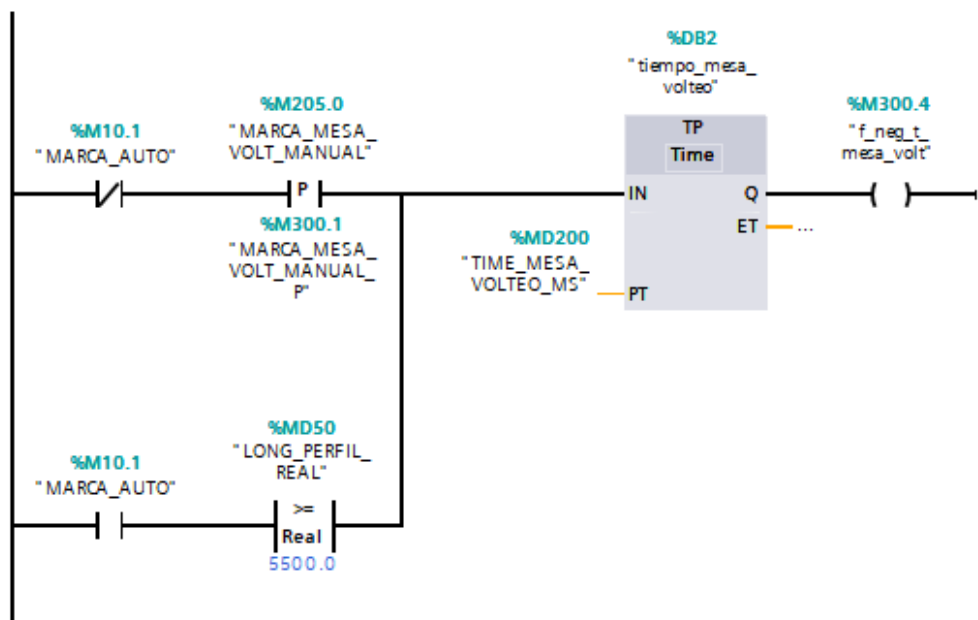 %DB2
"tiempo_mesa_
volteo"
%M205.0
%M300.4
%M10.1
"MARCA_MESA_
VOLT_MANUAL"
TP
"f_neg_t_
mesa_volt"
"MARCA_AUTO"
Time
P
IN
Q
%M300.1
"MARCA_MESA_
VOLT_MANUAL_
P"
ET
...
%MD200
"TIME_MESA_
VOLTEO_MS"
PT
%MD50
"LONG_PERFIL_
REAL"
%M10.1
"MARCA_AUTO"
>=
Real
5500.0